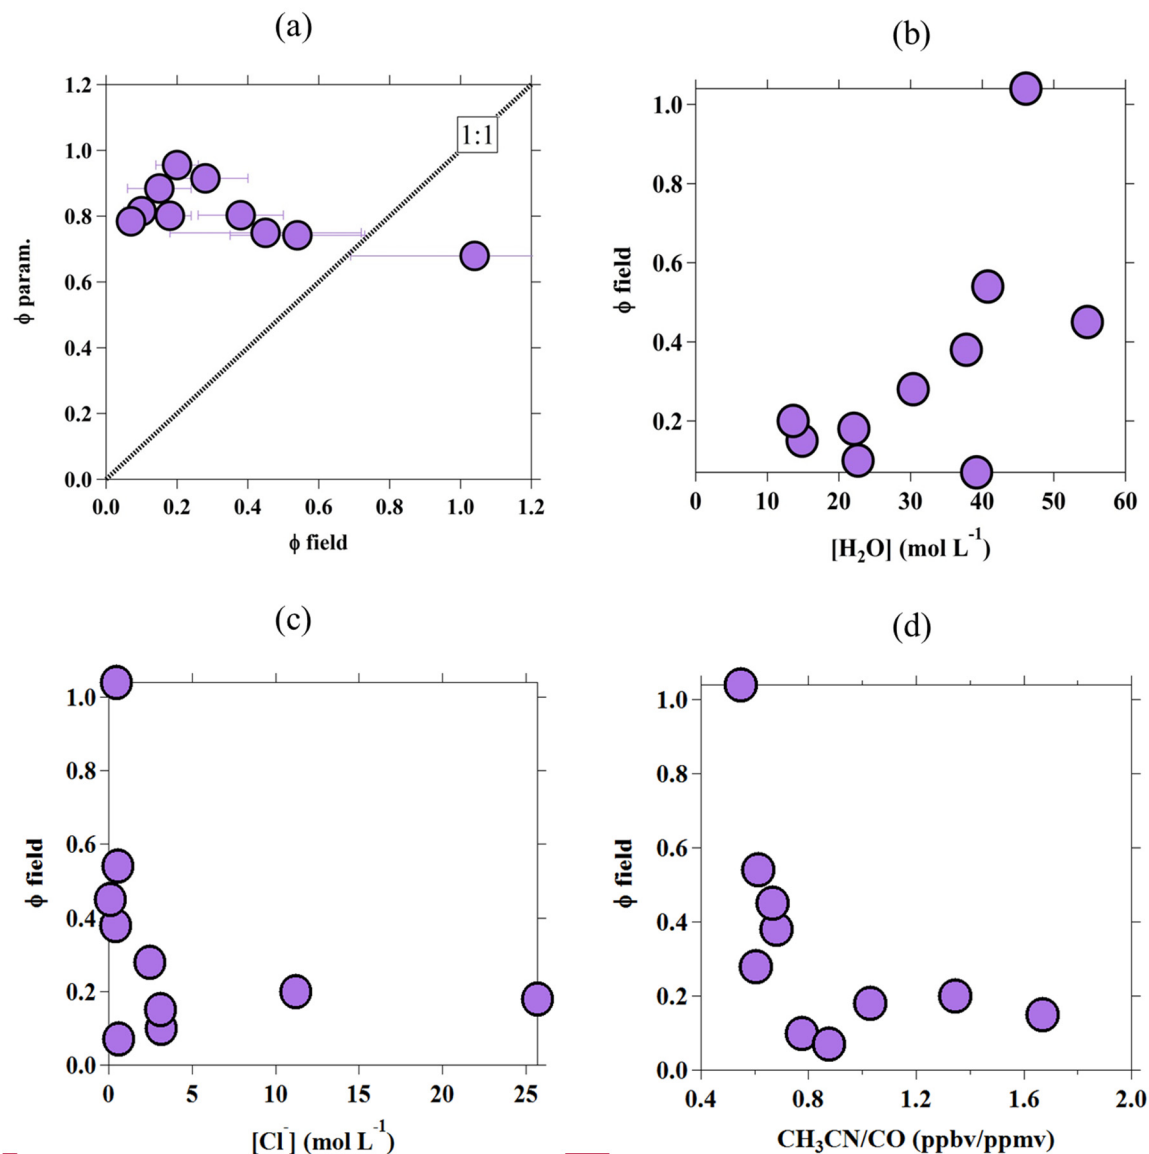 (a)
1.2
1.0
0.8
0.6
0.4
0.2
0.0
ϕ param.
1:1
0.0 0.2 0.4 0.6 0.8 1.0 1.2
ϕ field
(b)
1.0
0.8
0.6
0.4
0.2
ϕ field
0 10 20 30 40 50 60
[H₂O] (mol L⁻¹)
(c)
1.0
0.8
0.6
0.4
0.2
0.0
ϕ field
0 5 10 15 20 25
[Cl⁻] (mol L⁻¹)
(d)
1.0
0.8
0.6
0.4
0.2
0.0
ϕ field
0.4 0.8 1.2 1.6 2.0
CH₃CN/CO (ppbv/ppmv)